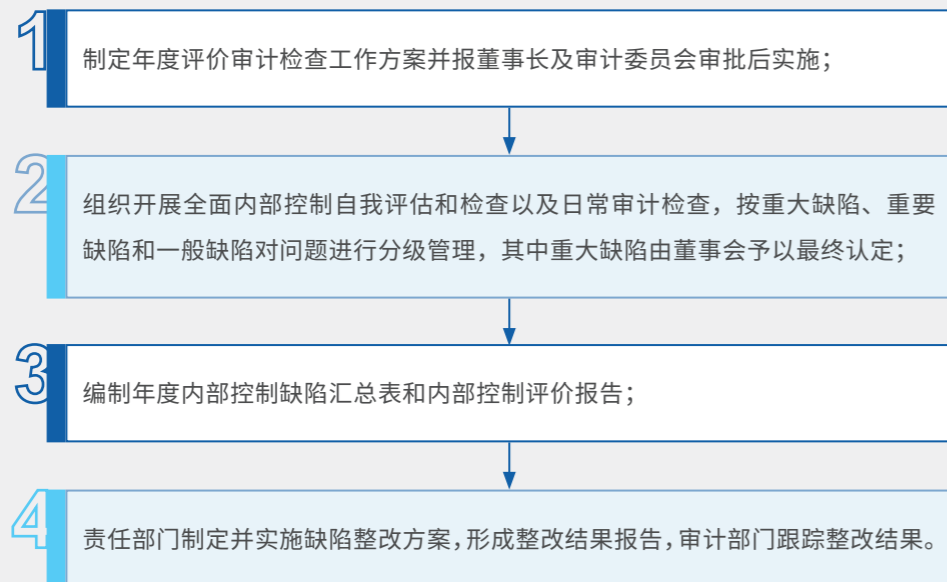 1
制定年度评价审计检查工作方案并报董事长及审计委员会审批后实施；
2
组织开展全面内部控制自我评估和检查以及日常审计检查，按重大缺陷、重要
缺陷和一般缺陷对问题进行分级管理，其中重大缺陷由董事会予以最终认定；
3
编制年度内部控制缺陷汇总表和内部控制评价报告；
4
责任部门制定并实施缺陷整改方案，形成整改结果报告，审计部门跟踪整改结果。